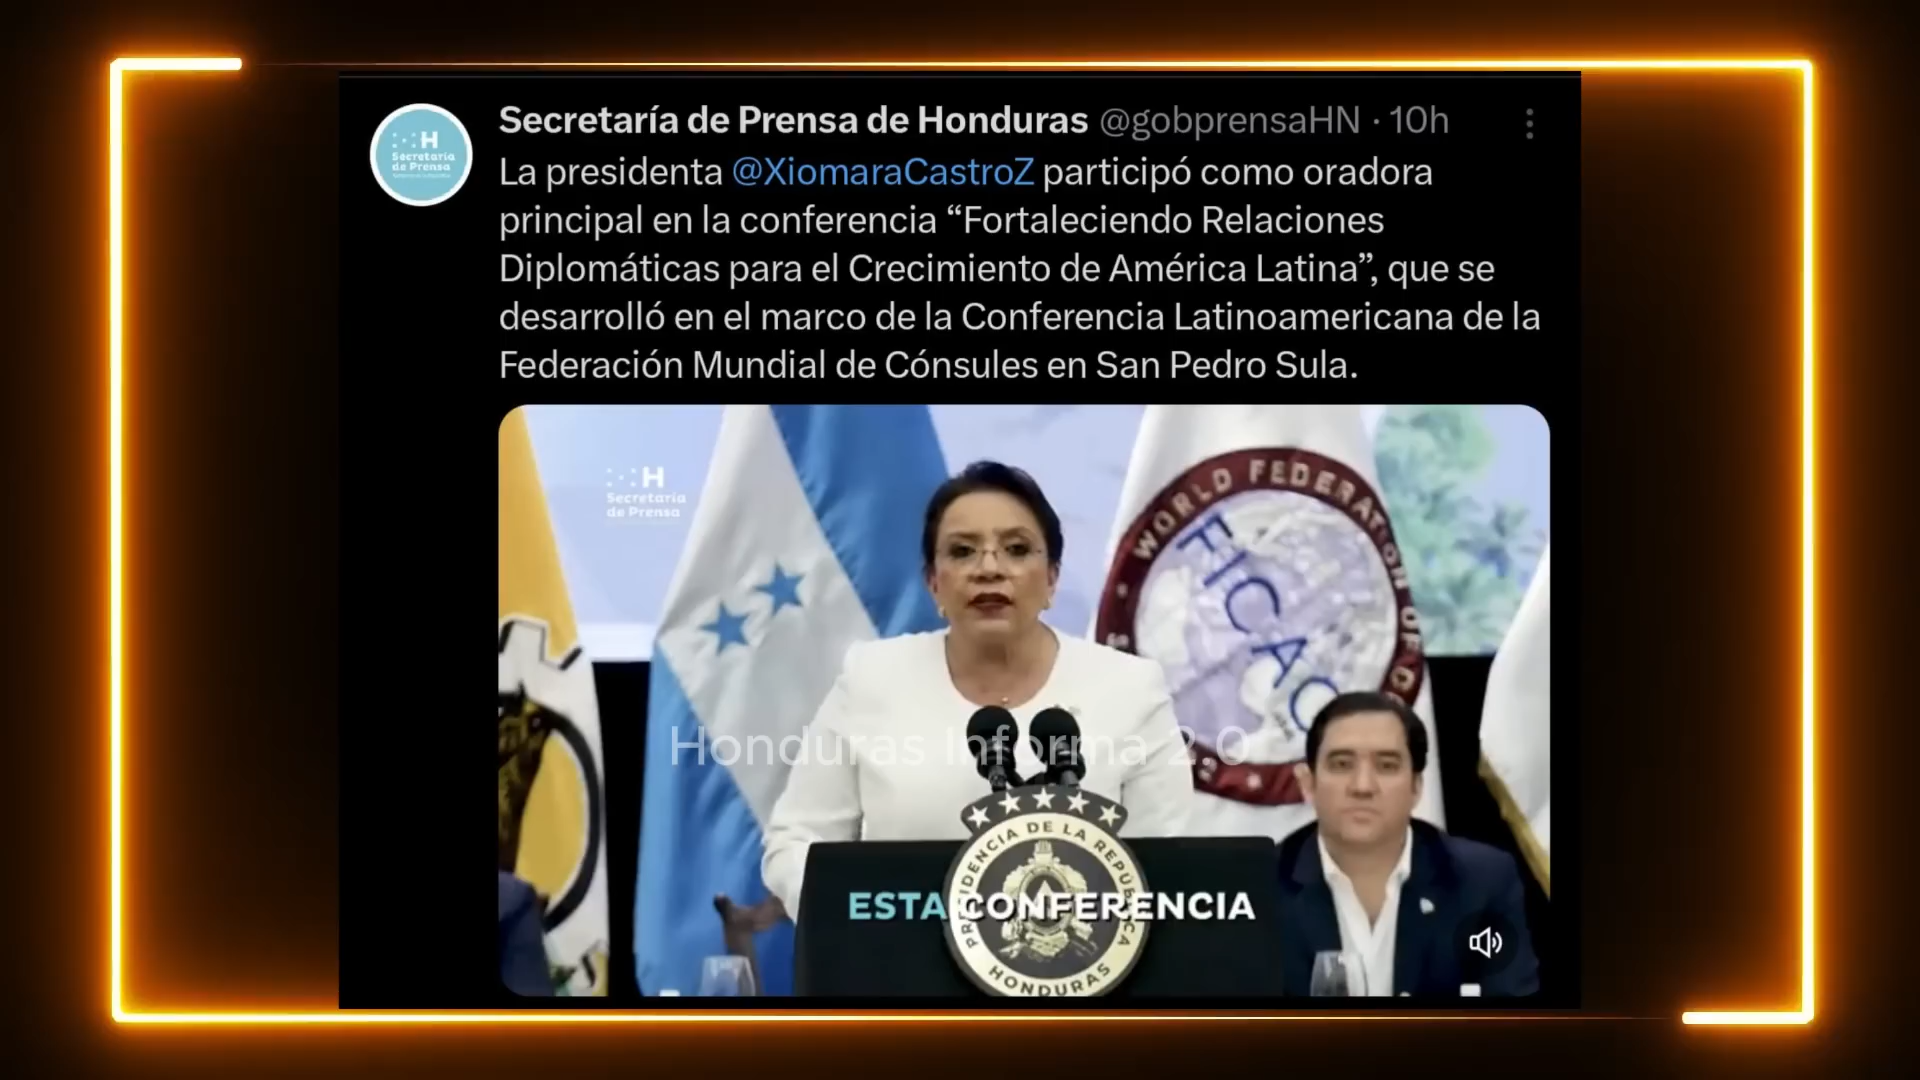 Secretaría de Prensa de Honduras @gobprensaHN · 10h
La presidenta @XiomaraCastroZ participó como oradora
principal en la conferencia “Fortaleciendo Relaciones
Diplomáticas para el Crecimiento de América Latina”, que se
desarrolló en el marco de la Conferencia Latinoamericana de la
Federación Mundial de Cónsules en San Pedro Sula.
H
Secretaría
de Prensa
H
Secretaría
de Prensa
WORLD FEDERATION OF
FICAC
Honduras Informa 2.0
PRESIDENCIA DE LA REPÚBLICA
HONDURAS
ESTA CONFERENCIA